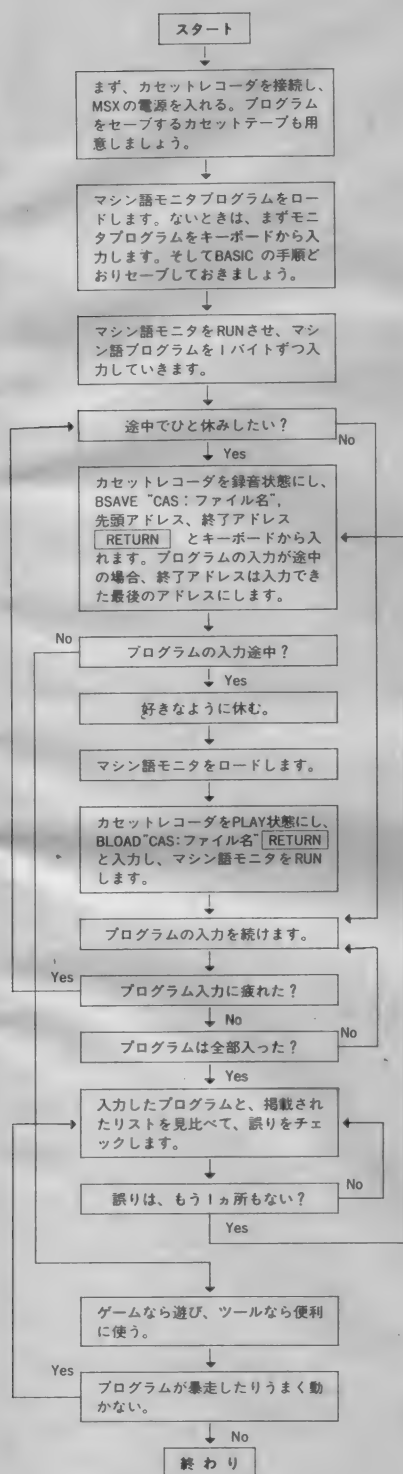 スタート
まず、カセットレコーダを接続し、
MSXの電源を入れる。プログラム
をセーブするカセットテープも用
意しましょう。
マシン語モニタプログラムをロー
ドします。ないときは、まずモニ
タプログラムをキーボードから入
力します。そしてBASIC の手順ど
おりセーブしておきましょう。
マシン語モニタをRUNさせ、マシ
ン語プログラムを1バイトずつ入
力していきます。
途中でひと休みしたい？
No
Yes
カセットレコーダを録音状態にし、
BSAVE "CAS：ファイル名",
先頭アドレス、終了アドレス
RETURN とキーボードから入
れます。プログラムの入力が途中
の場合、終了アドレスは入力でき
た最後のアドレスにします。
No
プログラムの入力途中？
Yes
好きなように休む。
マシン語モニタをロードします。
カセットレコーダをPLAY状態にし、
BLOAD"CAS:ファイル名" RETURN
と入力し、マシン語モニタをRUN
します。
プログラムの入力を続けます。
Yes
プログラム入力に疲れた？
No
プログラムは全部入った？
No
Yes
入力したプログラムと、掲載され
たリストを見比べて、誤りをチェ
ックします。
誤りは、もう1ヵ所もない？
No
Yes
ゲームなら遊び、ツールなら便利
に使う。
Yes
プログラムが暴走したりうまく動
かない。
No
終わり